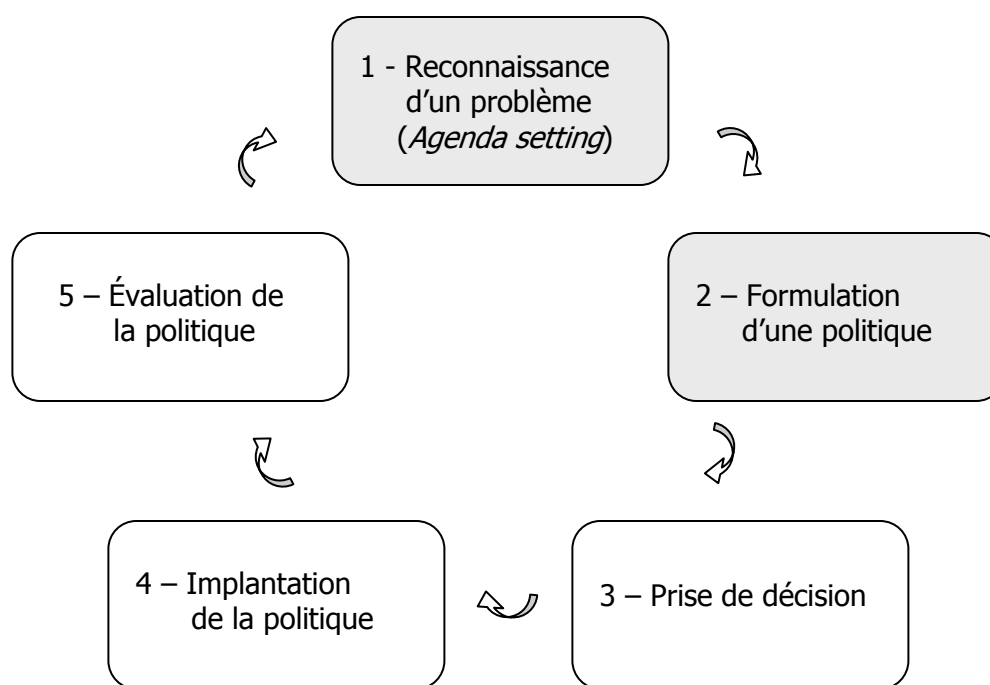 1 - Reconnaissance
d’un problème
(Agenda setting)
2 – Formulation
d’une politique
3 – Prise de décision
4 – Implantation
de la politique
5 – Évaluation de
la politique